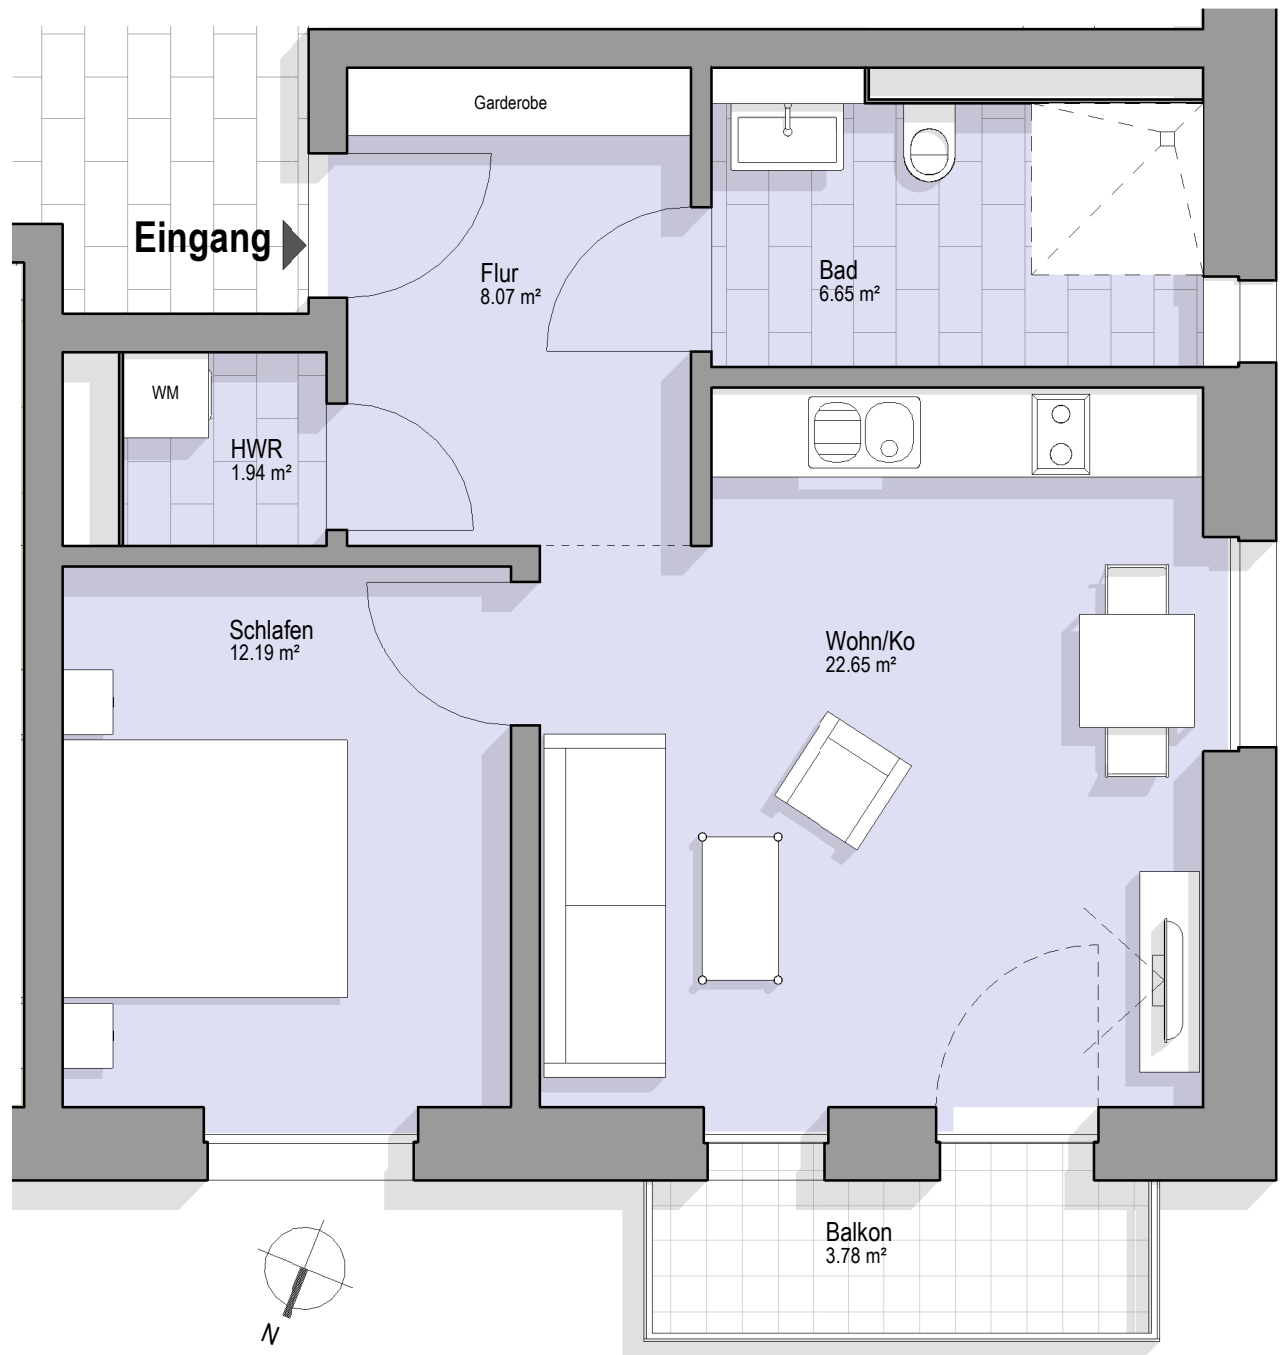 Garderobe
Eingang
Flur
8.07 m²
Bad
6.65 m²
WM
HWR
1.94 m²
Schlafen
12.19 m²
Wohn/Ko
22.65 m²
Balkon
3.78 m²
N